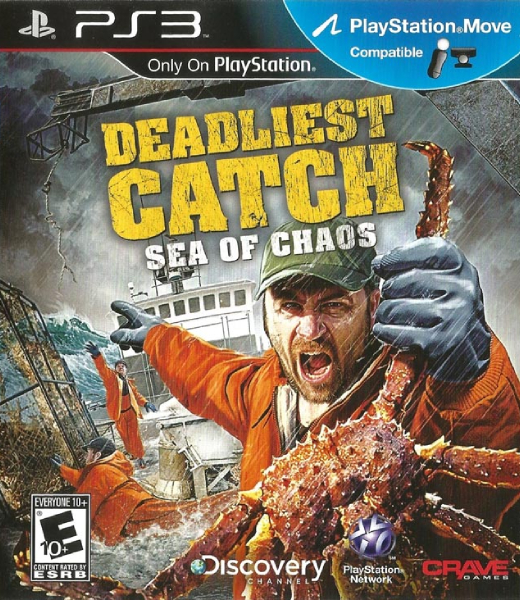 PS3
PlayStation®Move
Compatible
Only On PlayStation®
DEADLIEST
CATCH
SEA OF CHAOS
EVERYONE 10+
E
10+
CONTENT RATED BY
ESRB
Discovery
CHANNEL
PlayStation
Network
CRAVE
GAMES